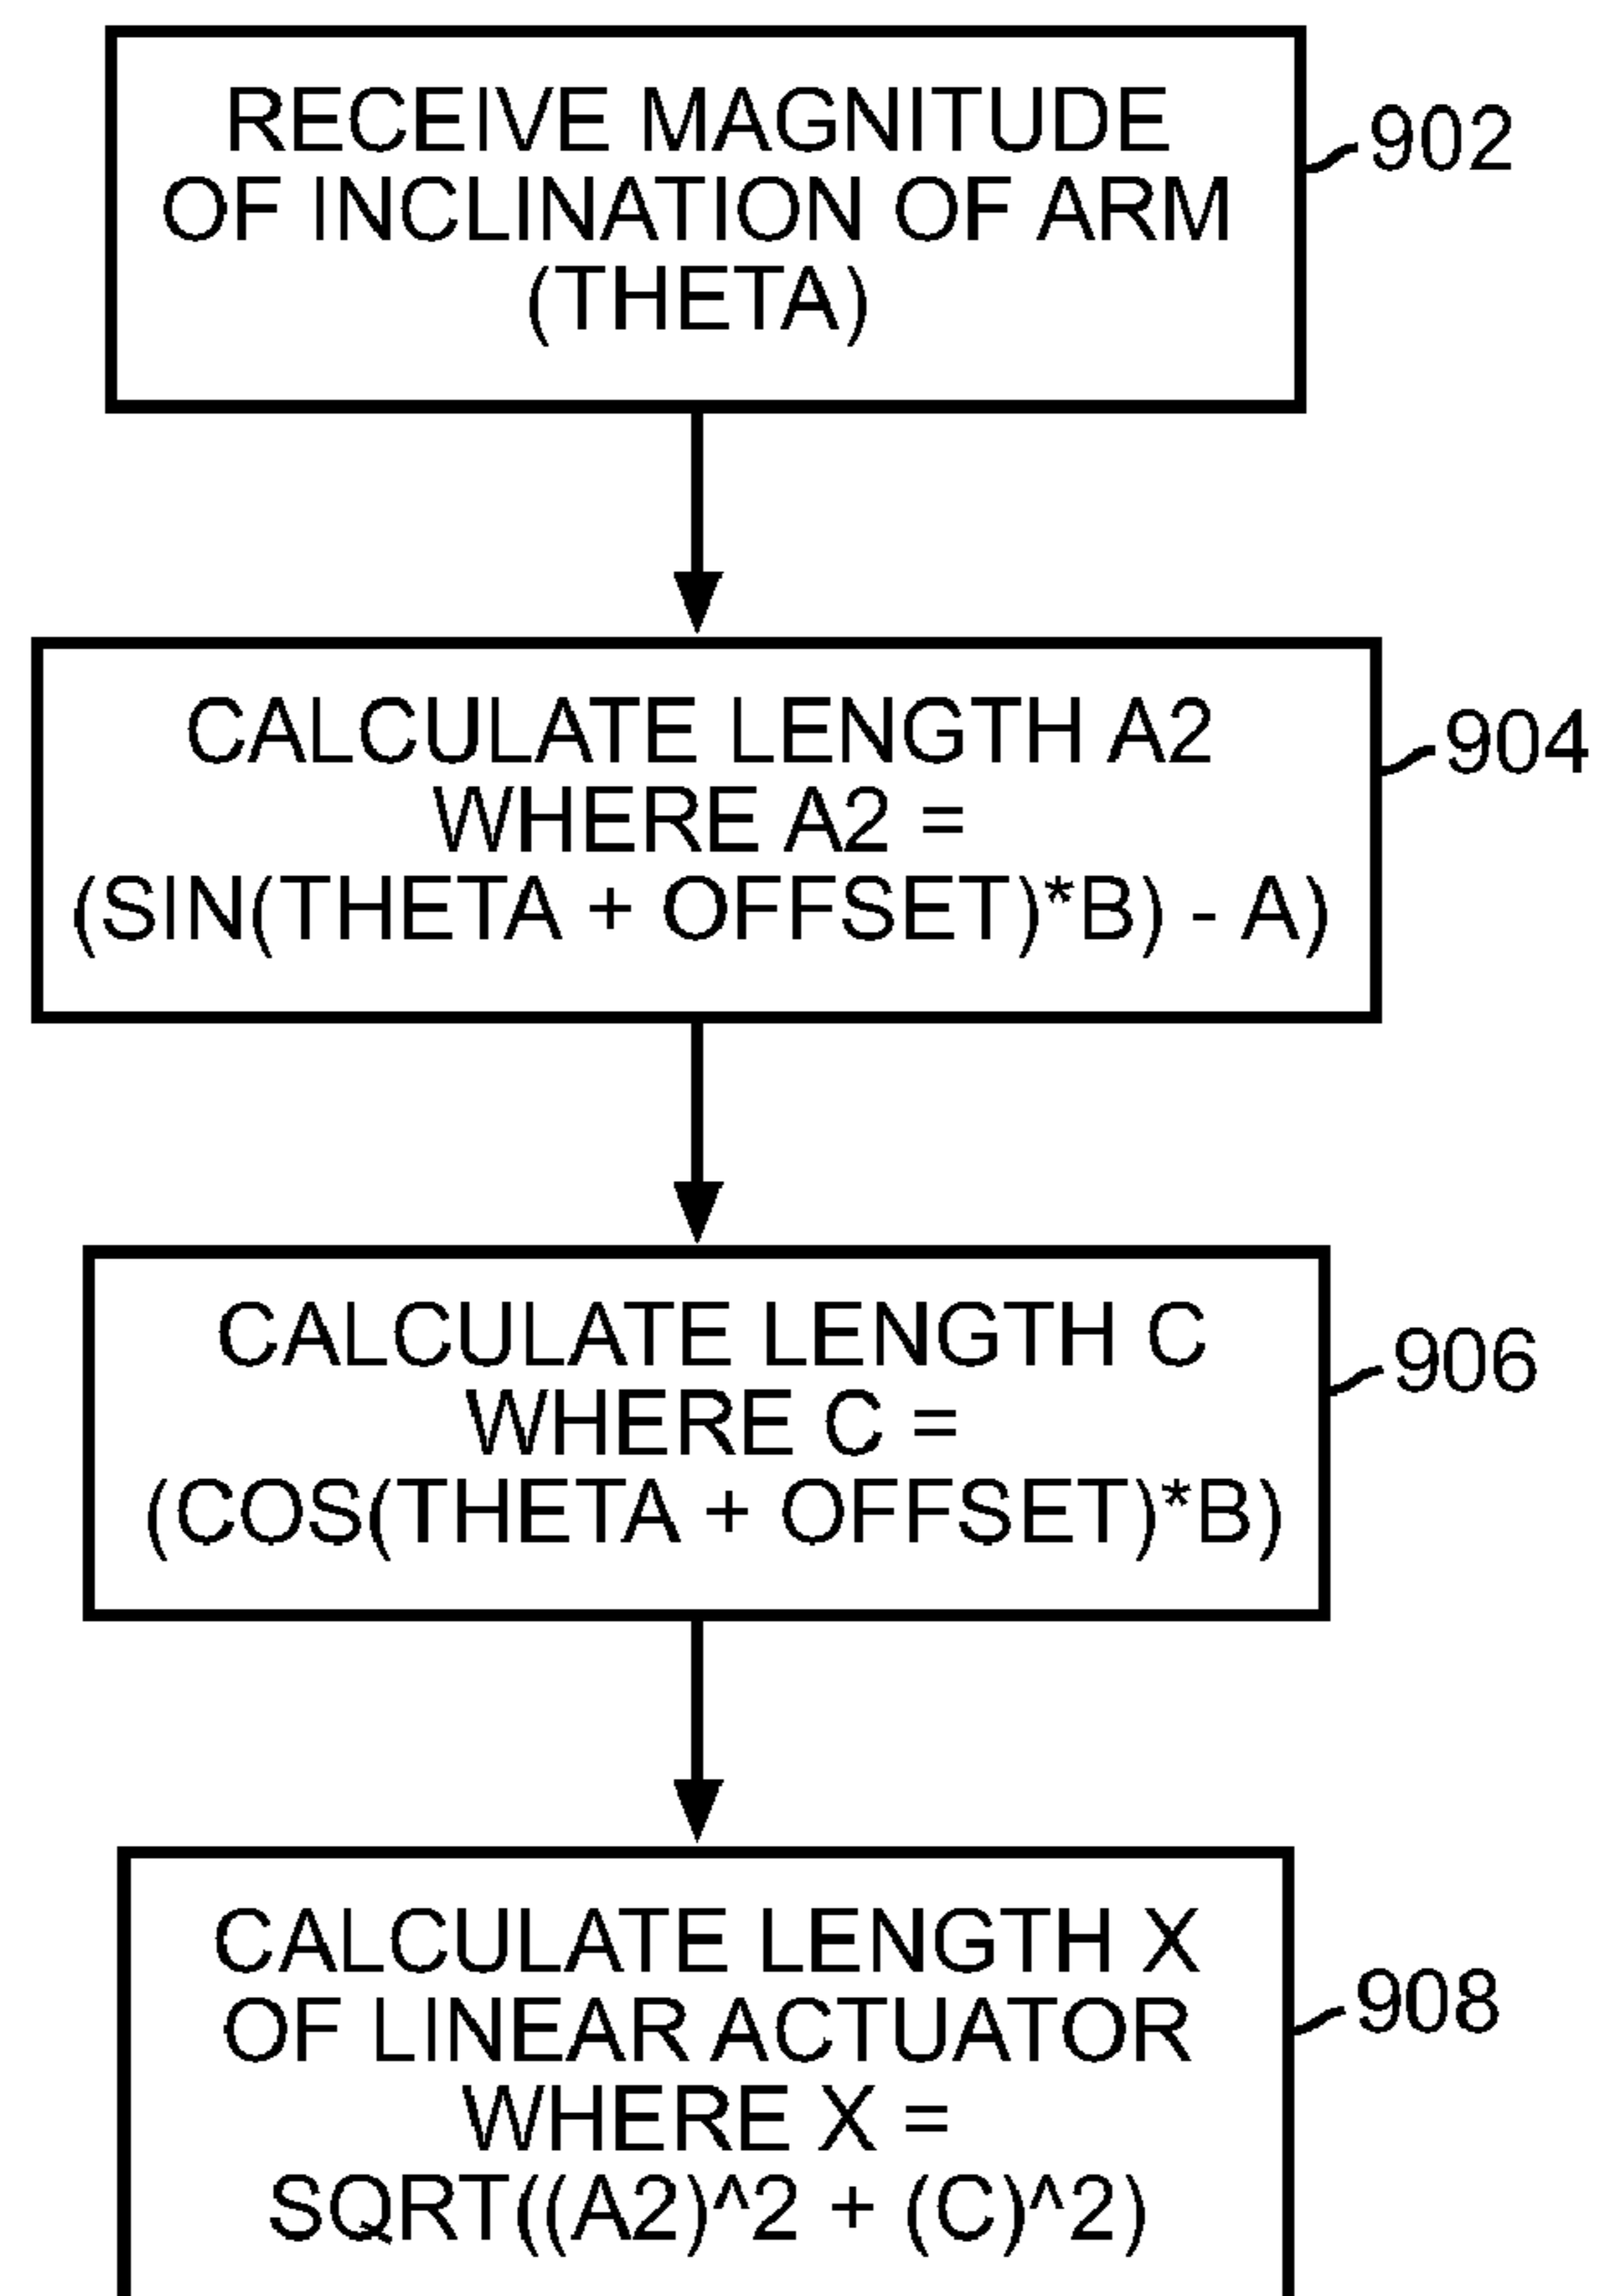 RECEIVE MAGNITUDE
OF INCLINATION OF ARM
(THETA)
902
CALCULATE LENGTH A2
WHERE A2 =
(SIN(THETA + OFFSET)*B) - A)
904
CALCULATE LENGTH C
WHERE C =
(COS(THETA + OFFSET)*B)
906
CALCULATE LENGTH X
OF LINEAR ACTUATOR
WHERE X =
SQRT((A2)^2 + (C)^2)
908